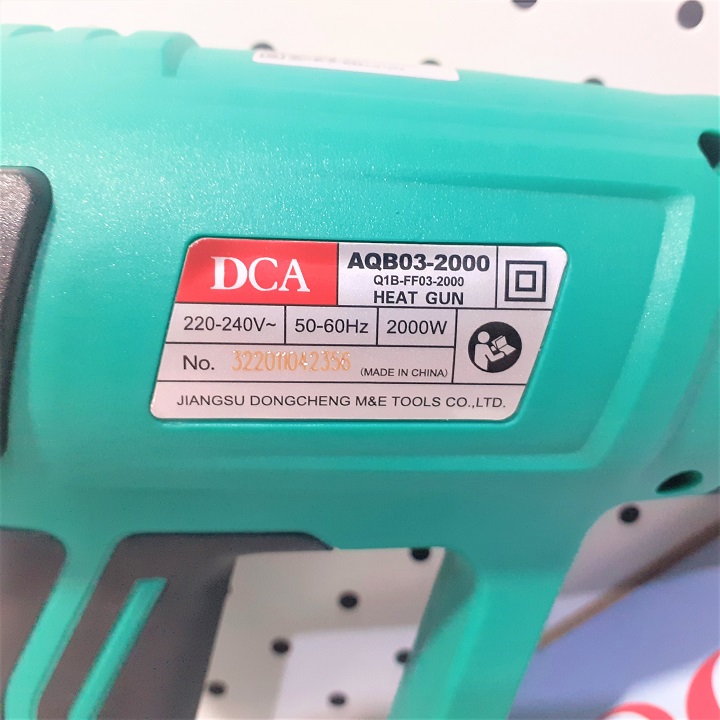 DCA
AQB03-2000
Q1B-FF03-2000
HEAT GUN
220-240V~ 50-60Hz 2000W
No. 322011042356 (MADE IN CHINA)
JIANGSU DONGCHENG M&E TOOLS CO.,LTD.